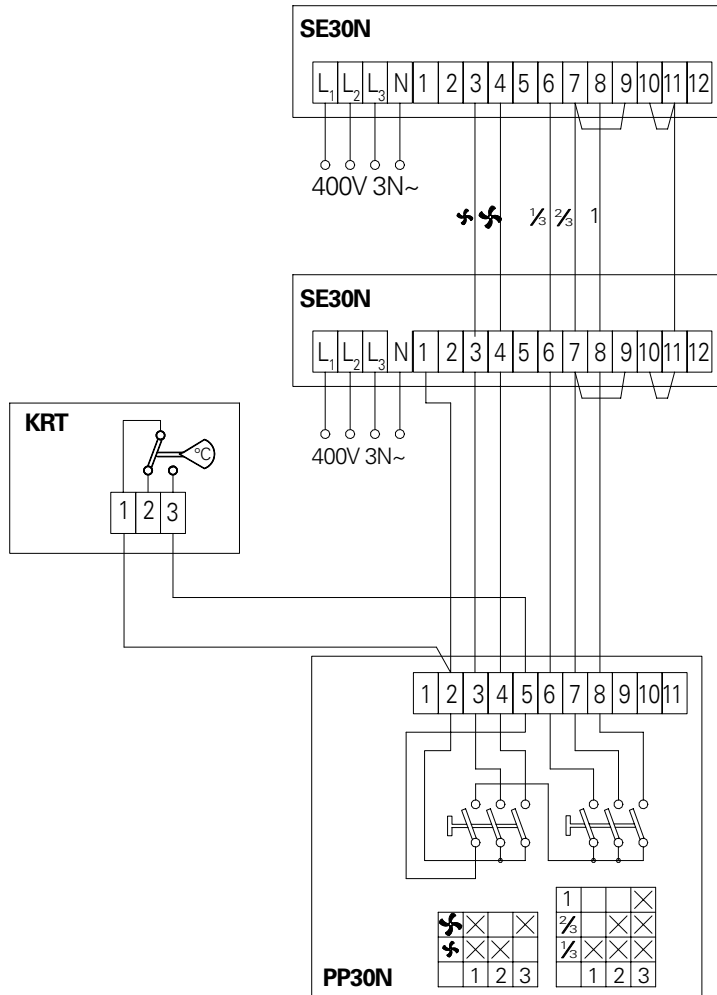 SE30N
L1 L2 L3 N 1 2 3 4 5 6 7 8 9 10 11 12
400V 3N~
⅓ ⅔ 1
SE30N
L1 L2 L3 N 1 2 3 4 5 6 7 8 9 10 11 12
400V 3N~
KRT
°C
1 2 3
1 2 3 4 5 6 7 8 9 10 11
1
⅔
⅓
1 2 3
1 2 3
PP30N